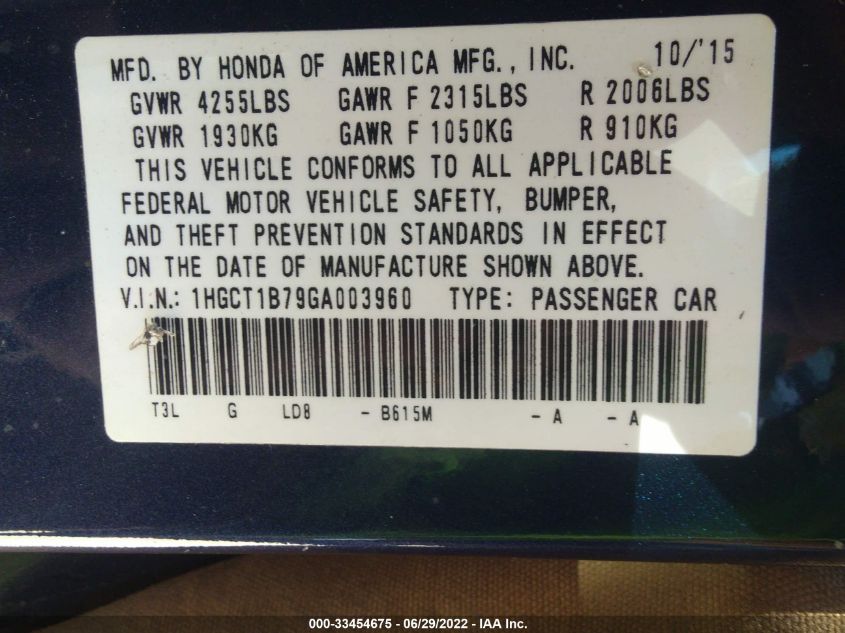 MFD. BY HONDA OF AMERICA MFG., INC. 10/'15
GVWR 4255LBS GAWR F 2315LBS R 2006LBS
GVWR 1930KG GAWR F 1050KG R 910KG
THIS VEHICLE CONFORMS TO ALL APPLICABLE
FEDERAL MOTOR VEHICLE SAFETY, BUMPER,
AND THEFT PREVENTION STANDARDS IN EFFECT
ON THE DATE OF MANUFACTURE SHOWN ABOVE.
V.I.N.: 1HGCT1B79GA003960 TYPE: PASSENGER CAR
T3L G LD8 - B615M - A - A
000-33454675 - 06/29/2022 - IAA Inc.